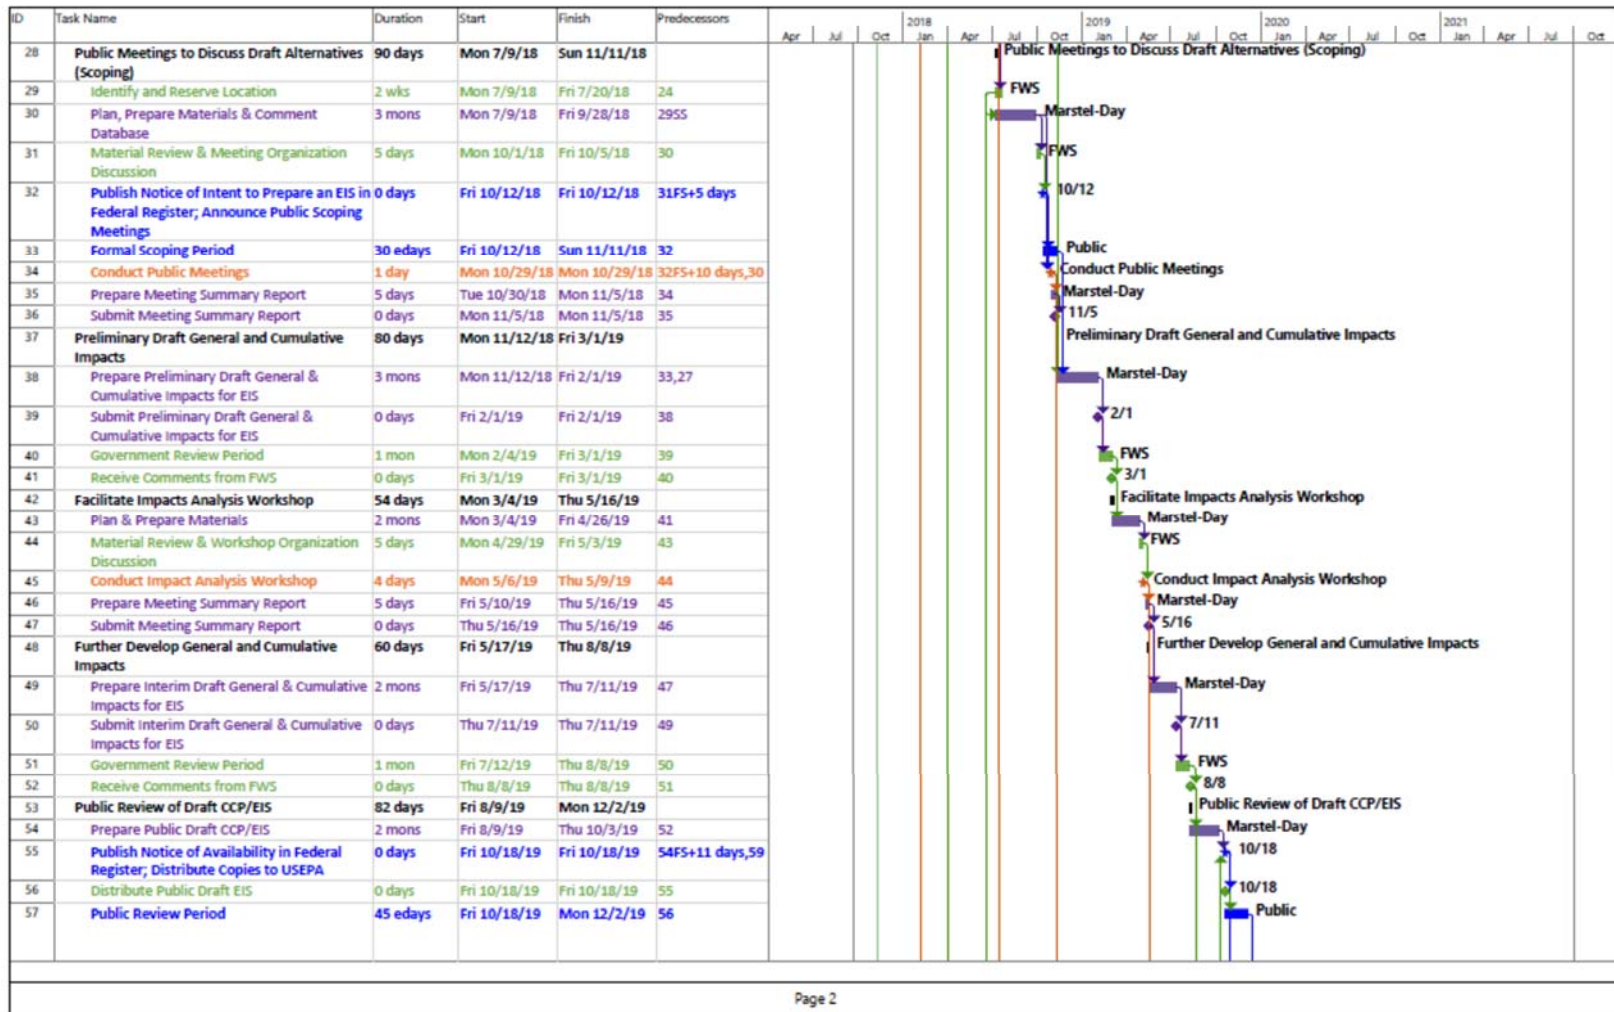 ID Task Name Duration Start Finish Predecessors 2018 2019 2020 2021
Apr Jul Oct Jan Apr Jul Oct Jan Apr Jul Oct Jan Apr Jul Oct Jan Apr Jul Oct
28 Public Meetings to Discuss Draft Alternatives 90 days Mon 7/9/18 Sun 11/11/18 Public Meetings to Discuss Draft Alternatives (Scoping)
(Scoping)
29 Identify and Reserve Location 2 wks Mon 7/9/18 Fri 7/20/18 24 FWS
30 Plan, Prepare Materials & Comment 3 mons Mon 7/9/18 Fri 9/28/18 29SS Marstel-Day
Database
31 Material Review & Meeting Organization 5 days Mon 10/1/18 Fri 10/5/18 30 FWS
Discussion
32 Publish Notice of Intent to Prepare an EIS in 0 days Fri 10/12/18 Fri 10/12/18 31FS+5 days 10/12
Federal Register; Announce Public Scoping
Meetings
33 Formal Scoping Period 30 edays Fri 10/12/18 Sun 11/11/18 32 Public
34 Conduct Public Meetings 1 day Mon 10/29/18 Mon 10/29/18 32FS+10 days,30 Conduct Public Meetings
35 Prepare Meeting Summary Report 5 days Tue 10/30/18 Mon 11/5/18 34 Marstel-Day
36 Submit Meeting Summary Report 0 days Mon 11/5/18 Mon 11/5/18 35 11/5
37 Preliminary Draft General and Cumulative 80 days Mon 11/12/18 Fri 3/1/19 Preliminary Draft General and Cumulative Impacts
Impacts
38 Prepare Preliminary Draft General & 3 mons Mon 11/12/18 Fri 2/1/19 33,27 Marstel-Day
Cumulative Impacts for EIS
39 Submit Preliminary Draft General & 0 days Fri 2/1/19 Fri 2/1/19 38 2/1
Cumulative Impacts for EIS
40 Government Review Period 1 mon Mon 2/4/19 Fri 3/1/19 39 FWS
41 Receive Comments from FWS 0 days Fri 3/1/19 Fri 3/1/19 40 3/1
42 Facilitate Impacts Analysis Workshop 54 days Mon 3/4/19 Thu 5/16/19 Facilitate Impacts Analysis Workshop
43 Plan & Prepare Materials 2 mons Mon 3/4/19 Fri 4/26/19 41 Marstel-Day
44 Material Review & Workshop Organization 5 days Mon 4/29/19 Fri 5/3/19 43 FWS
Discussion
45 Conduct Impact Analysis Workshop 4 days Mon 5/6/19 Thu 5/9/19 44 Conduct Impact Analysis Workshop
46 Prepare Meeting Summary Report 5 days Fri 5/10/19 Thu 5/16/19 45 Marstel-Day
47 Submit Meeting Summary Report 0 days Thu 5/16/19 Thu 5/16/19 46 5/16
48 Further Develop General and Cumulative 60 days Fri 5/17/19 Thu 8/8/19 Further Develop General and Cumulative Impacts
Impacts
49 Prepare Interim Draft General & Cumulative 2 mons Fri 5/17/19 Thu 7/11/19 47 Marstel-Day
Impacts for EIS
50 Submit Interim Draft General & Cumulative 0 days Thu 7/11/19 Thu 7/11/19 49 7/11
Impacts for EIS
51 Government Review Period 1 mon Fri 7/12/19 Thu 8/8/19 50 FWS
52 Receive Comments from FWS 0 days Thu 8/8/19 Thu 8/8/19 51 8/8
53 Public Review of Draft CCP/EIS 82 days Fri 8/9/19 Mon 12/2/19 Public Review of Draft CCP/EIS
54 Prepare Public Draft CCP/EIS 2 mons Fri 8/9/19 Thu 10/3/19 52 Marstel-Day
55 Publish Notice of Availability in Federal 0 days Fri 10/18/19 Fri 10/18/19 54FS+11 days,59 10/18
Register; Distribute Copies to USEPA
56 Distribute Public Draft EIS 0 days Fri 10/18/19 Fri 10/18/19 55 10/18
57 Public Review Period 45 edays Fri 10/18/19 Mon 12/2/19 56 Public
Page 2